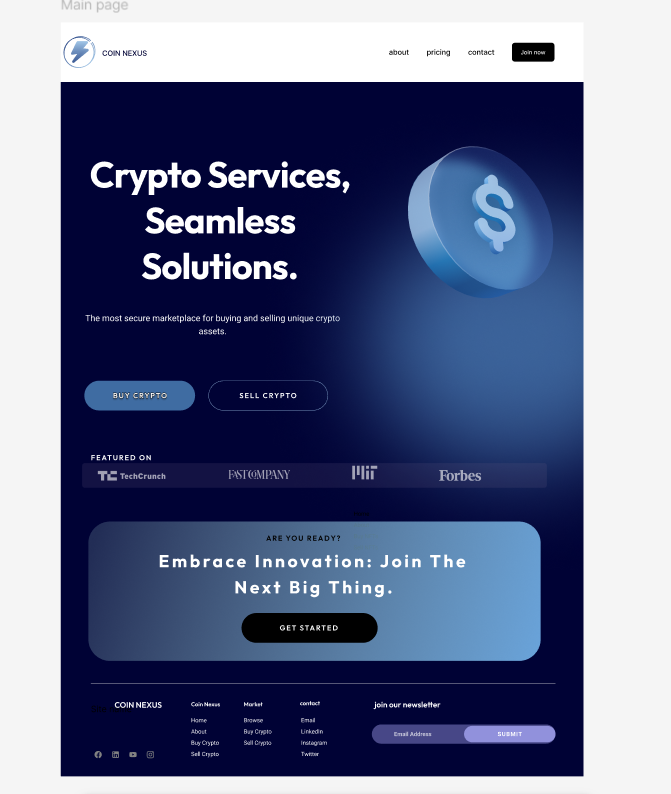 Main page
COIN NEXUS
about pricing contact Join now
Crypto Services,
Seamless
Solutions.
The most secure marketplace for buying and selling unique crypto
assets.
BUY CRYPTO SELL CRYPTO
FEATURED ON
TC TechCrunch FAST COMPANY MIT Forbes
ARE YOU READY?
Embrace Innovation: Join The
Next Big Thing.
GET STARTED
COIN NEXUS
Coin Nexus
Home
About
Buy Crypto
Sell Crypto
Market
Browse
Buy Crypto
Sell Crypto
contact
Email
LinkedIn
Instagram
Twitter
join our newsletter
Email Address SUBMIT